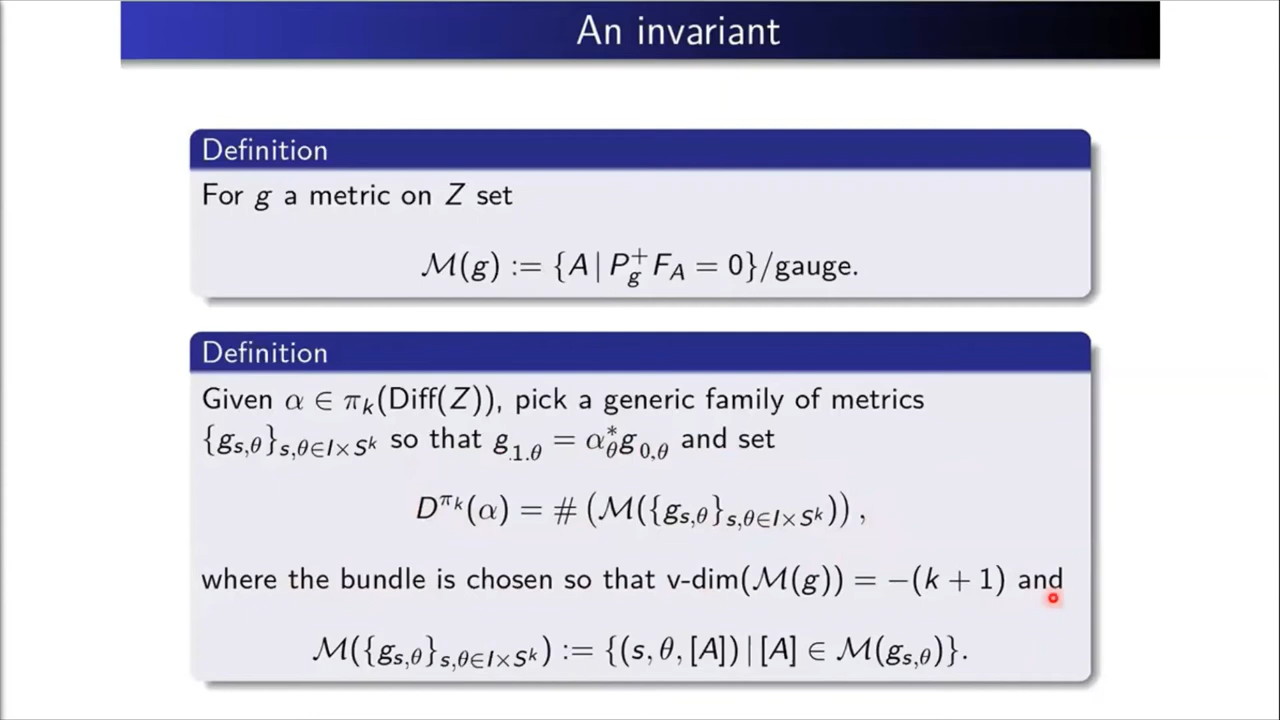 An invariant
Definition
For g a metric on Z set
ℳ(g) := {A | P_g^+ F_A = 0}/gauge.
Definition
Given α ∈ π_k(Diff(Z)), pick a generic family of metrics
{g_{s,θ}}_{s,θ∈I×S^k} so that g_{1.θ} = α_θ^* g_{0,θ} and set
D^{π_k}(α) = # (ℳ({g_{s,θ}}_{s,θ∈I×S^k})) ,
where the bundle is chosen so that v-dim(ℳ(g)) = −(k + 1) and
ℳ({g_{s,θ}}_{s,θ∈I×S^k}) := {(s, θ, [A]) | [A] ∈ ℳ(g_{s,θ})}.